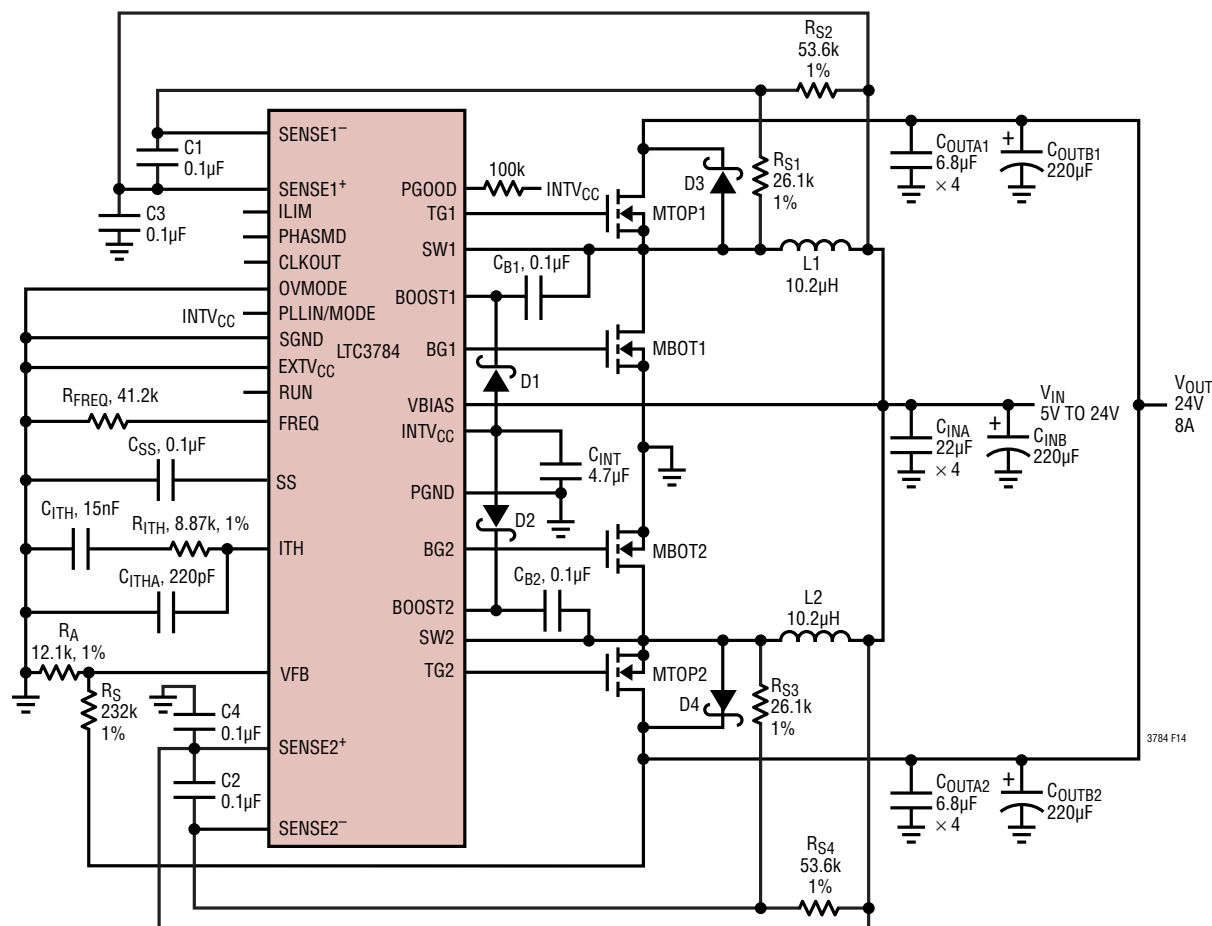 RS2
53.6k
1%
SENSE1–
C1
0.1µF
SENSE1+
C3
0.1µF
ILIM
PHASMD
CLKOUT
OVMODE
INTVCC
PLLIN/MODE
SGND
LTC3784
EXTVCC
RUN
RFREQ, 41.2k
FREQ
CSS, 0.1µF
SS
CITH, 15nF
RITH, 8.87k, 1%
ITH
CITHA, 220pF
RA
12.1k, 1%
VFB
RS
232k
1%
C4
0.1µF
SENSE2+
C2
0.1µF
SENSE2–
PGOOD
100k
INTVCC
TG1
MTOP1
D3
RS1
26.1k
1%
SW1
L1
10.2µH
CB1, 0.1µF
BOOST1
BG1
MBOT1
D1
VBIAS
INTVCC
CINT
4.7µF
PGND
D2
BG2
MBOT2
CB2, 0.1µF
BOOST2
SW2
L2
10.2µH
TG2
MTOP2
D4
RS3
26.1k
1%
RS4
53.6k
1%
COUTA1
6.8µF
× 4
+
COUTB1
220µF
VIN
5V TO 24V
CINA
22µF
× 4
+
CINB
220µF
VOUT
24V
8A
COUTA2
6.8µF
× 4
+
COUTB2
220µF
3784 F14